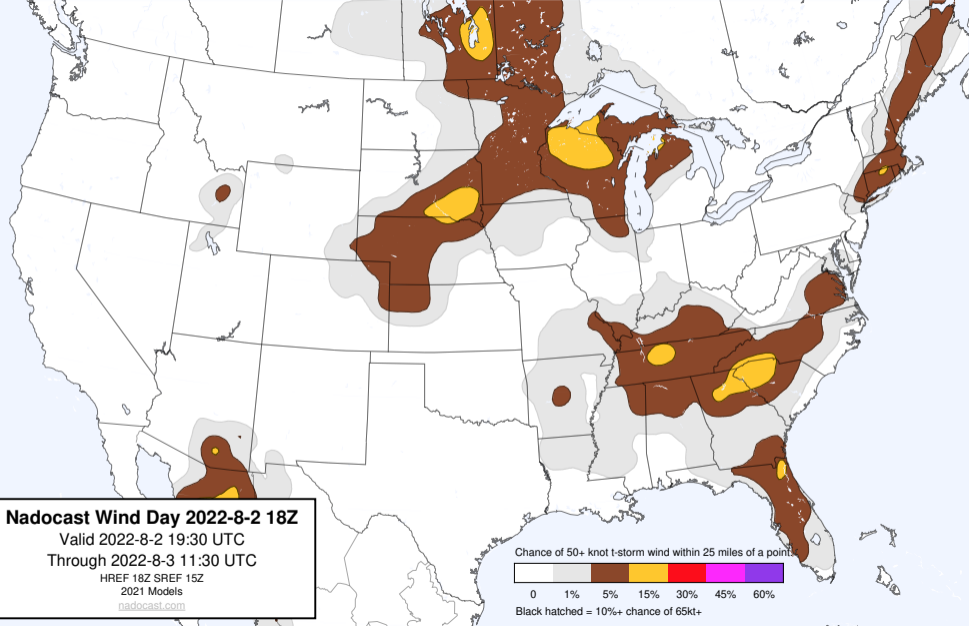 Nadocast Wind Day 2022-8-2 18Z
Valid 2022-8-2 19:30 UTC
Through 2022-8-3 11:30 UTC
HREF 18Z SREF 15Z
2021 Models
nadocast.com
Chance of 50+ knot t-storm wind within 25 miles of a point.
0 1% 5% 15% 30% 45% 60%
Black hatched = 10%+ chance of 65kt+